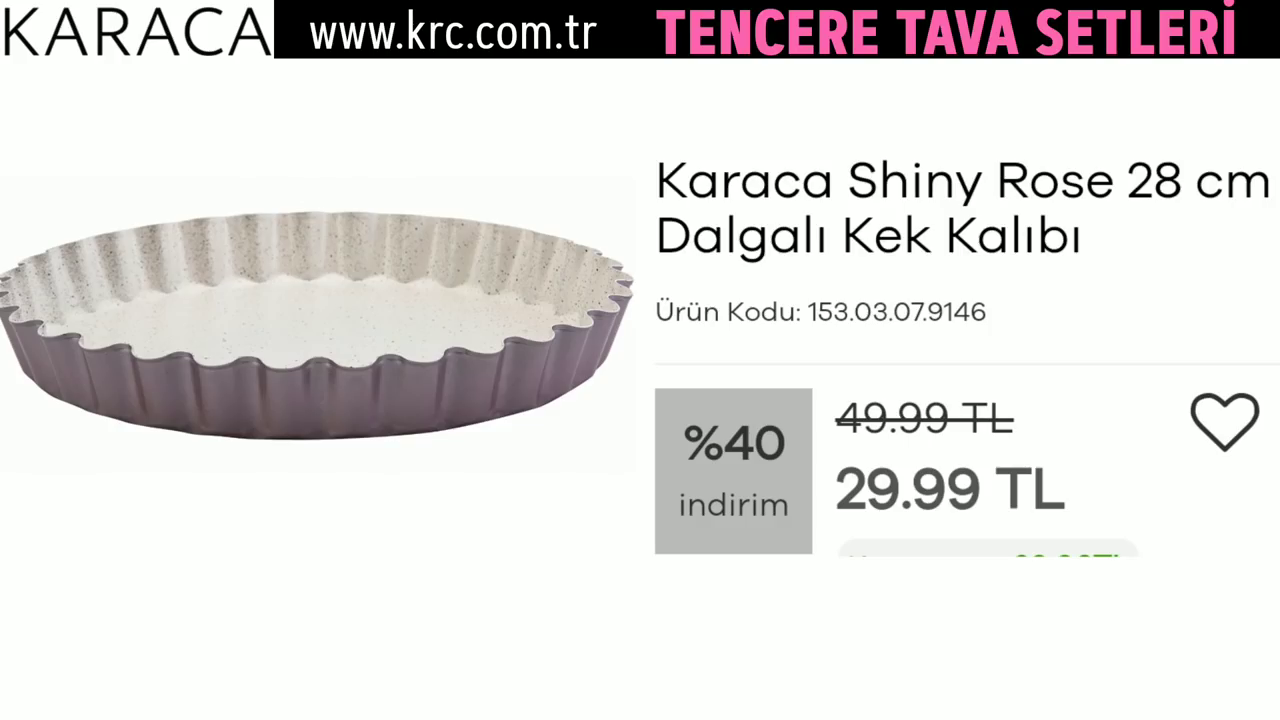 KARACA
www.krc.com.tr
TENCERE TAVA SETLERİ
Karaca Shiny Rose 28 cm
Dalgalı Kek Kalıbı
Ürün Kodu: 153.03.07.9146
%40
indirim
49.99 TL
29.99 TL